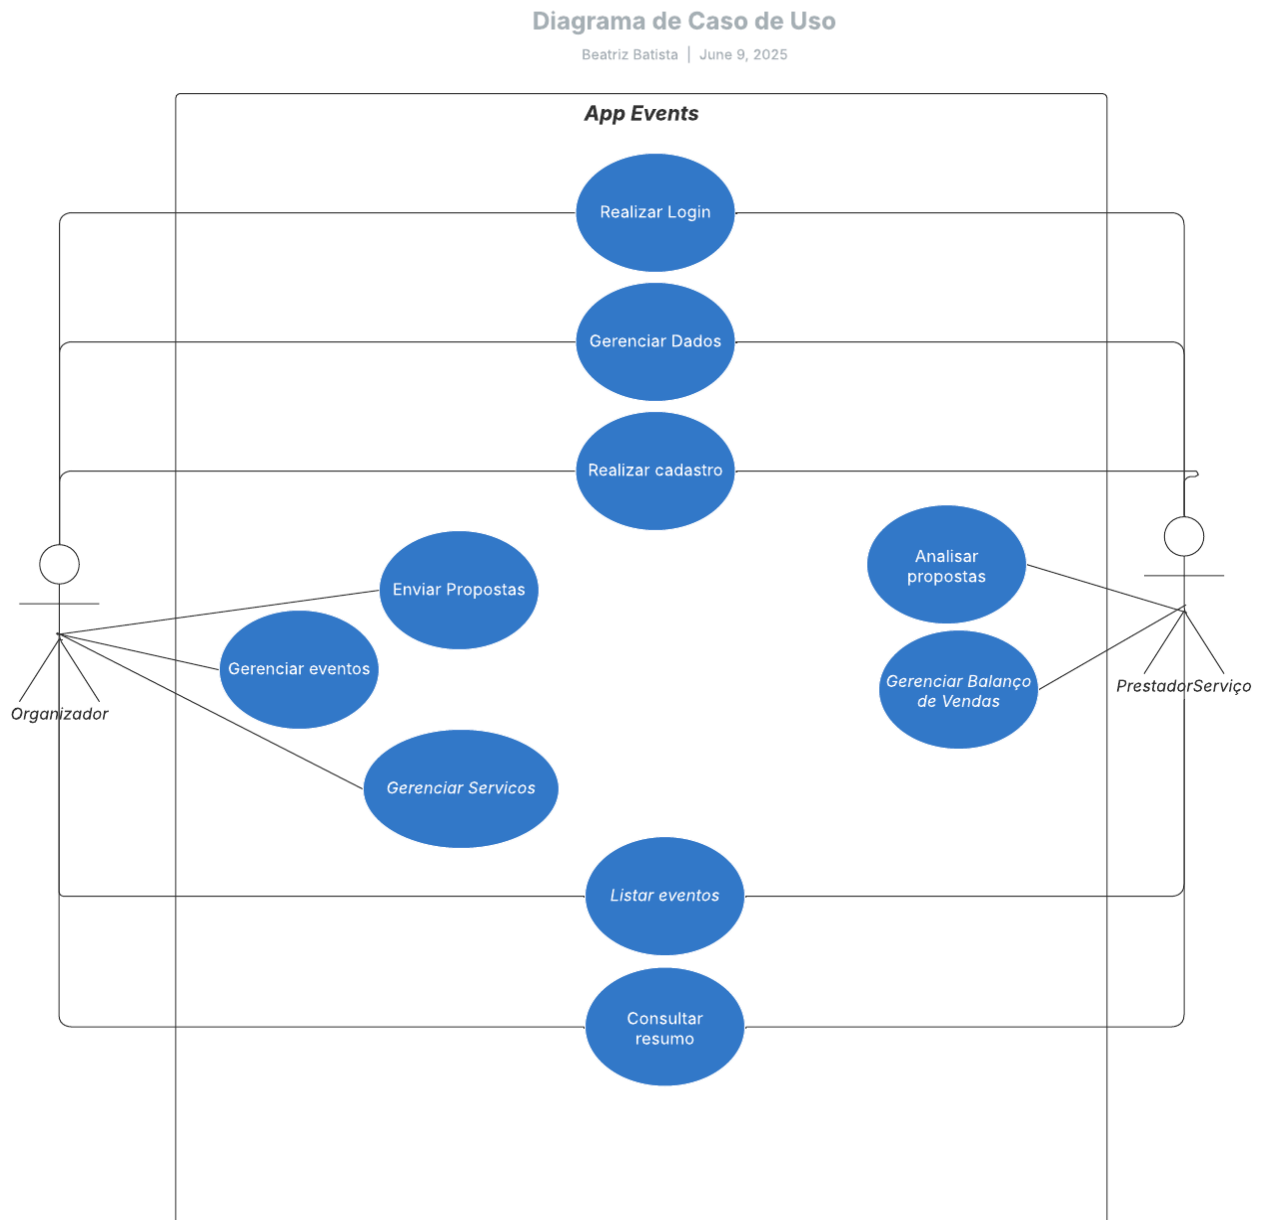 Diagrama de Caso de Uso
Beatriz Batista | June 9, 2025
App Events
Realizar Login
Gerenciar Dados
Realizar cadastro
Enviar Propostas
Analisar
propostas
Gerenciar eventos
Gerenciar Balanço
de Vendas
PrestadorServiço
Organizador
Gerenciar Servicos
Listar eventos
Consultar
resumo